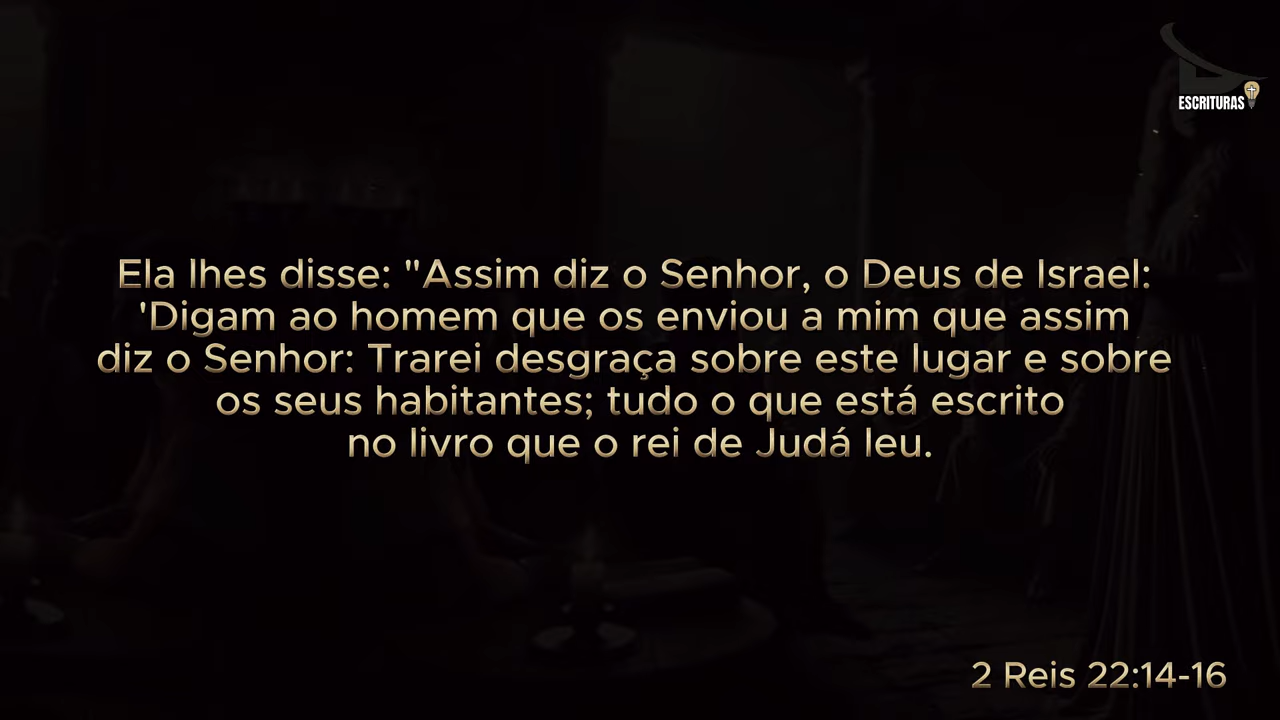 ESCRITURAS
Ela lhes disse: "Assim diz o Senhor, o Deus de Israel:
'Digam ao homem que os enviou a mim que assim
diz o Senhor: Trarei desgraça sobre este lugar e sobre
os seus habitantes; tudo o que está escrito
no livro que o rei de Judá leu.
2 Reis 22:14-16